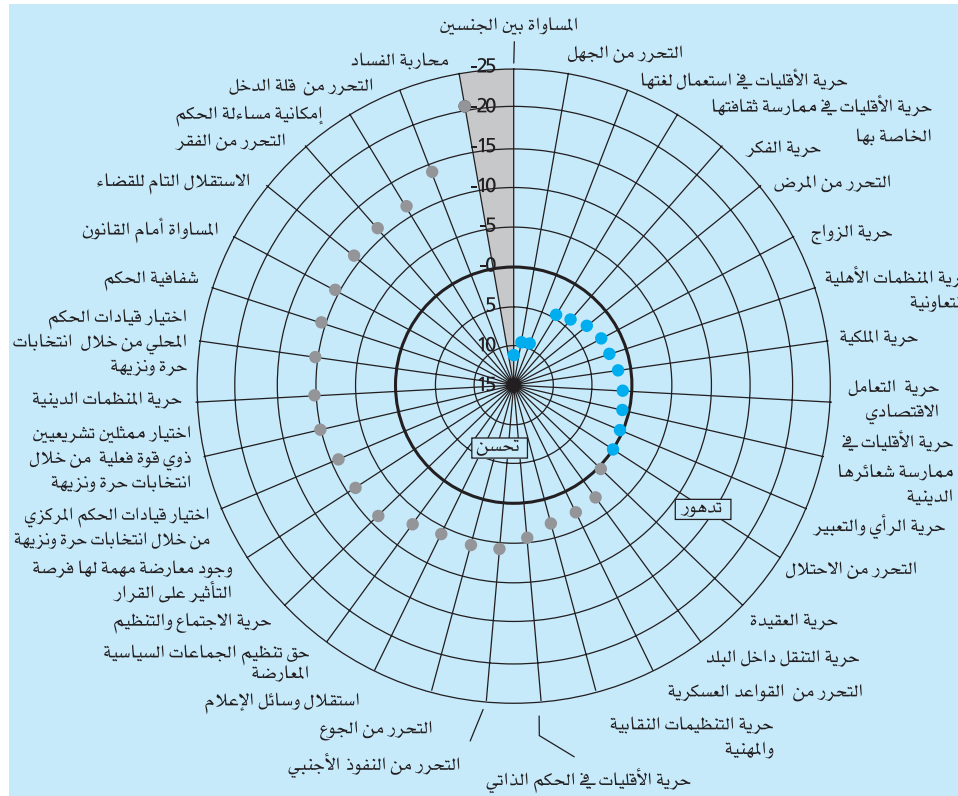 المساواة بين الجنسين
التحرر من الجهل
حرية الأقليات في استعمال لغتها
حرية الأقليات في ممارسة ثقافتها
الخاصة بها
حرية الفكر
التحرر من المرض
حرية الزواج
رية المنظمات الأهلية
لتعاونية
حرية الملكية
حرية التعامل
الاقتصادي
حرية الأقليات في
ممارسة شعائرها
الدينية
حرية الرأي والتعبير
التحرر من الاحتلال
حرية العقيدة
حرية التنقل داخل البلد
التحرر من القواعد العسكرية
حرية التنظيمات النقابية
والمهنية
حرية الأقليات في الحكم الذاتي
التحرر من النفوذ الأجنبي
التحرر من الجوع
استقلال وسائل الإعلام
حق تنظيم الجماعات السياسية
المعارضة
حرية الاجتماع والتنظيم
وجود معارضة مهمة لها فرصة
التأثير على القرار
اختيار قيادات الحكم المركزي
من خلال انتخابات حرة ونزيهة
اختيار ممثلين تشريعيين
ذوي قوة فعلية من خلال
انتخابات حرة ونزيهة
حرية المنظمات الدينية
اختيار قيادات الحكم
المحلي من خلال انتخابات
حرة ونزيهة
شفافية الحكم
المساواة أمام القانون
الاستقلال التام للقضاء
التحرر من الفقر
إمكانية مساءلة الحكم
التحرر من قلة الدخل
محاربة الفساد
-25
-20
-15
-10
-5
-0
5
10
15
تحسن
تدهور